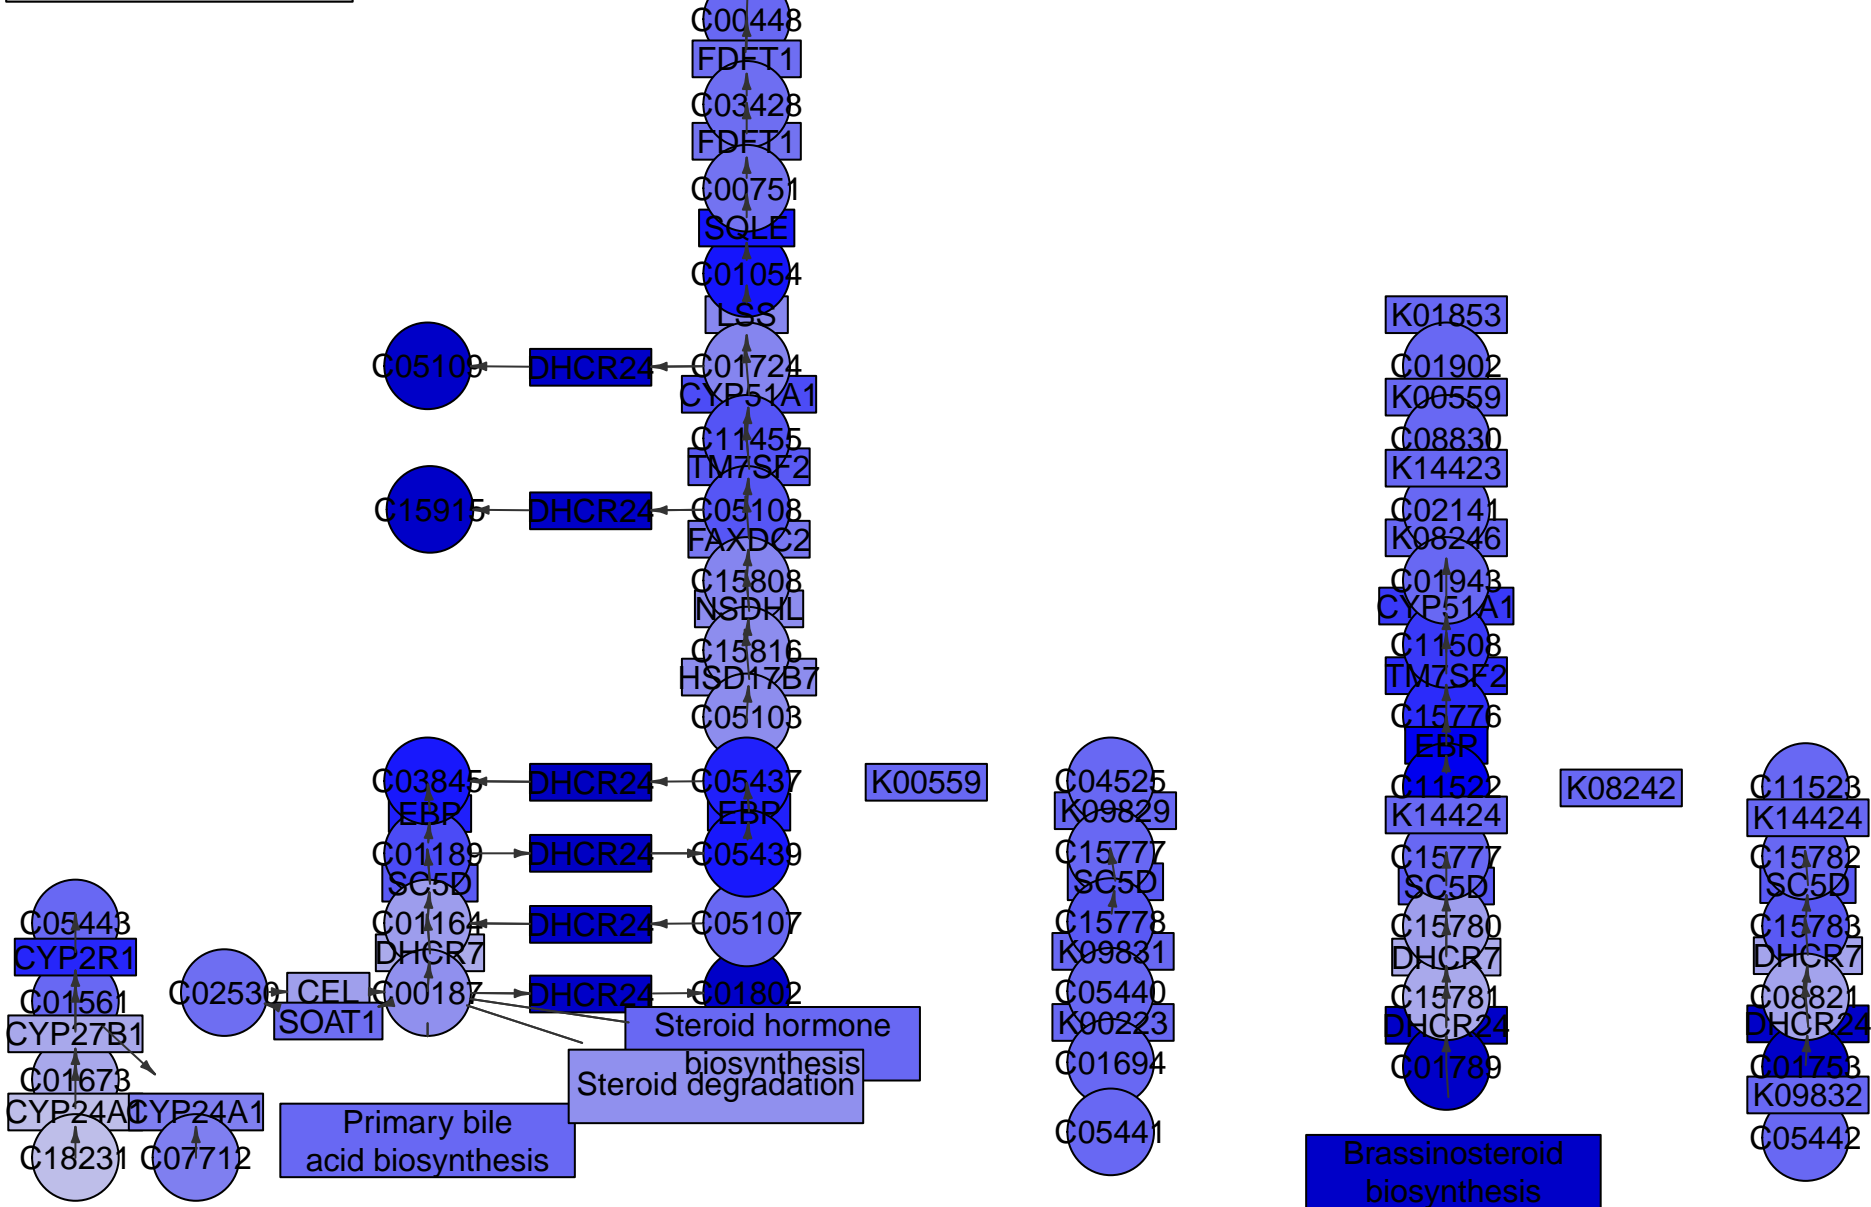 C00448
FDFT1
C03428
FDFT1
C00751
SQLE
C01054
LSS
C05109
DHCR24
C01724
CYP51A1
C11455
TM7SF2
C15915
DHCR24
C05108
FAXDC2
C15808
NSDHL
C15816
HSD17B7
C05103
C03845
DHCR24
C05437
EBP
EBP
C01189
DHCR24
C05439
SC5D
C01164
DHCR24
C05107
DHCR7
C00187
DHCR24
C01802
C02530
CEL
SOAT1
C05443
CYP2R1
C01561
CYP27B1
C01673
CYP24A1
CYP24A1
C18231
C07712
Steroid hormone
biosynthesis
Steroid degradation
Primary bile
acid biosynthesis
K00559
C04525
K09829
C15777
SC5D
C15778
K09831
C05440
K00223
C01694
C05441
K01853
C01902
K00559
C08830
K14423
C02141
K08246
C01943
CYP51A1
C11508
TM7SF2
C15776
EBP
C11522
K14424
C15777
SC5D
C15780
DHCR7
C15781
DHCR24
C01789
Brassinosteroid
biosynthesis
K08242
C11523
K14424
C15782
SC5D
C15783
DHCR7
C08821
DHCR24
C01753
K09832
C05442